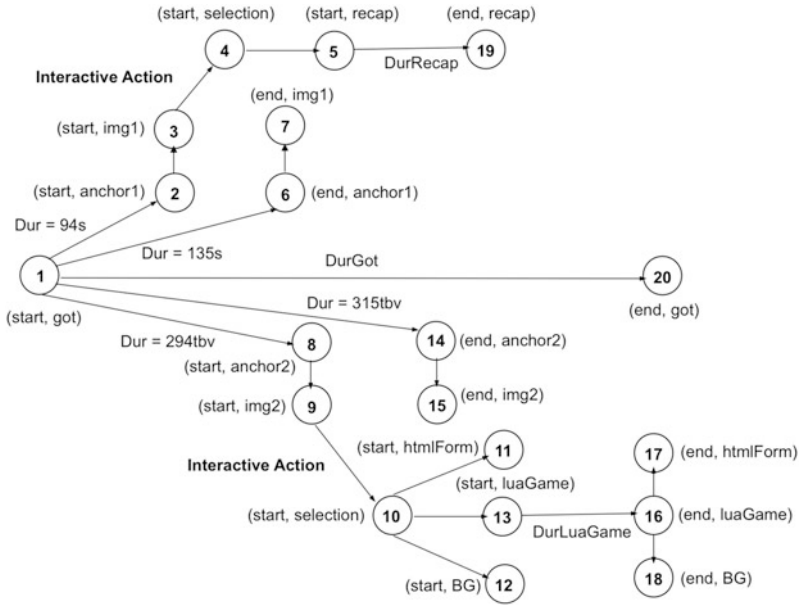 (start, selection) (start, recap) (end, recap)
4 5 19
DurRecap
Interactive Action
(end, img1)
(start, img1) 3 7
(start, anchor1) 2 6 (end, anchor1)
Dur = 94s
Dur = 135s
DurGot
1 20
(start, got) (end, got)
Dur = 315tbv
Dur = 294tbv 8 14 (end, anchor2)
(start, anchor2)
(start, img2) 9 15 (end, img2)
(start, htmlForm) 11 17 (end, htmlForm)
Interactive Action
(start, luaGame)
(start, selection) 10 13 16 (end, luaGame)
DurLuaGame
(start, BG) 12 18 (end, BG)